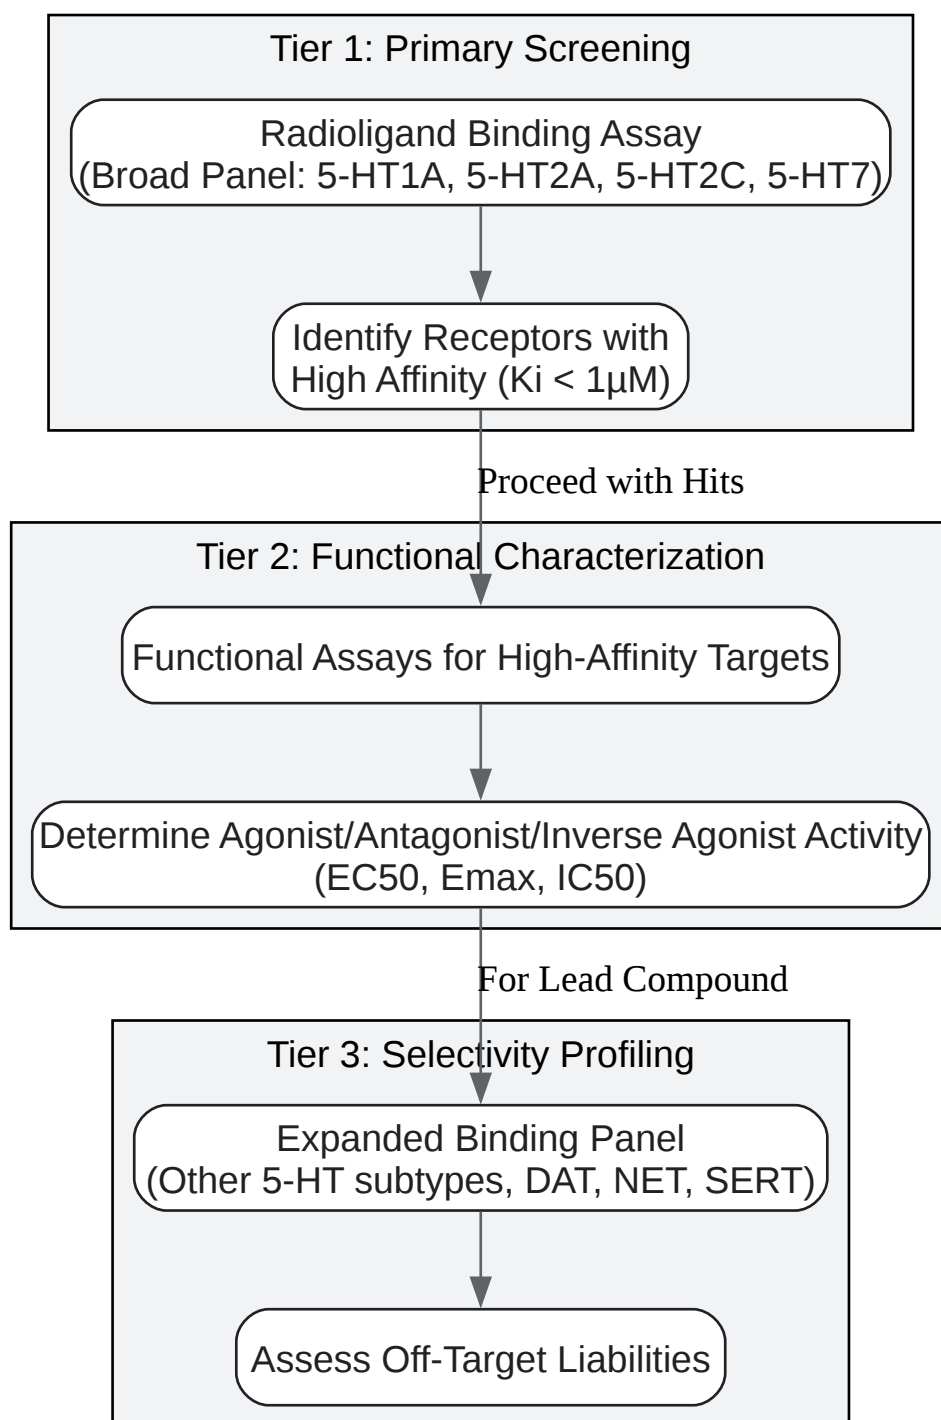 Tier 1: Primary Screening
Radioligand Binding Assay
(Broad Panel: 5-HT1A, 5-HT2A, 5-HT2C, 5-HT7)
Identify Receptors with
High Affinity (Ki < 1µM)
Proceed with Hits
Tier 2: Functional Characterization
Functional Assays for High-Affinity Targets
Determine Agonist/Antagonist/Inverse Agonist Activity
(EC50, Emax, IC50)
For Lead Compound
Tier 3: Selectivity Profiling
Expanded Binding Panel
(Other 5-HT subtypes, DAT, NET, SERT)
Assess Off-Target Liabilities